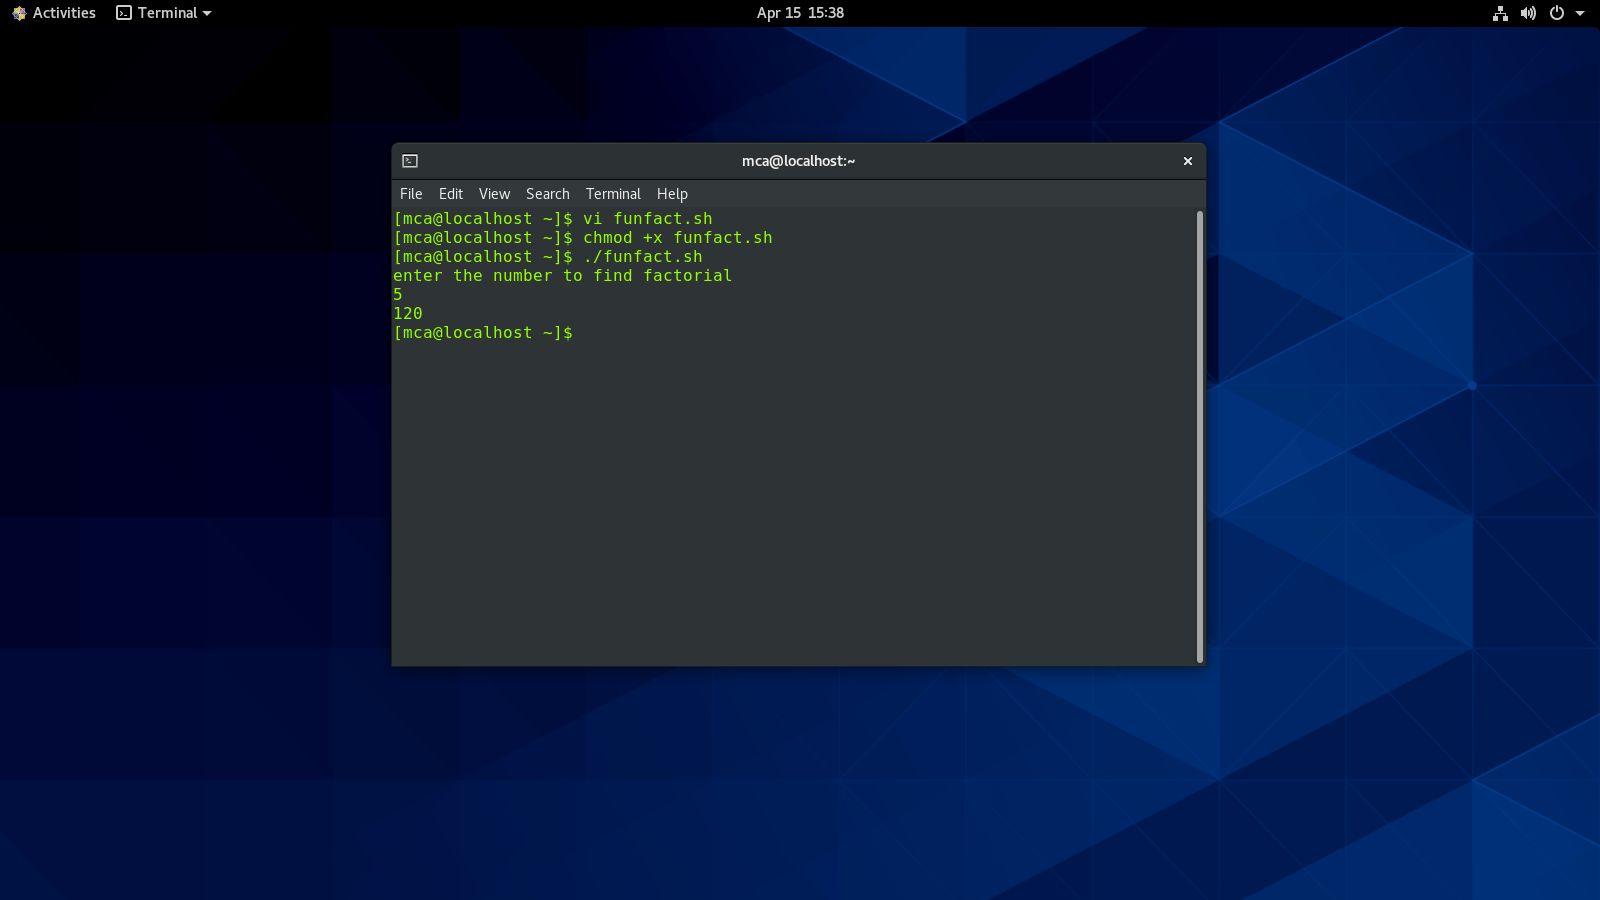 Activities Terminal Apr 15 15:38
mca@localhost:~
File Edit View Search Terminal Help
[mca@localhost ~]$ vi funfact.sh
[mca@localhost ~]$ chmod +x funfact.sh
[mca@localhost ~]$ ./funfact.sh
enter the number to find factorial
5
120
[mca@localhost ~]$